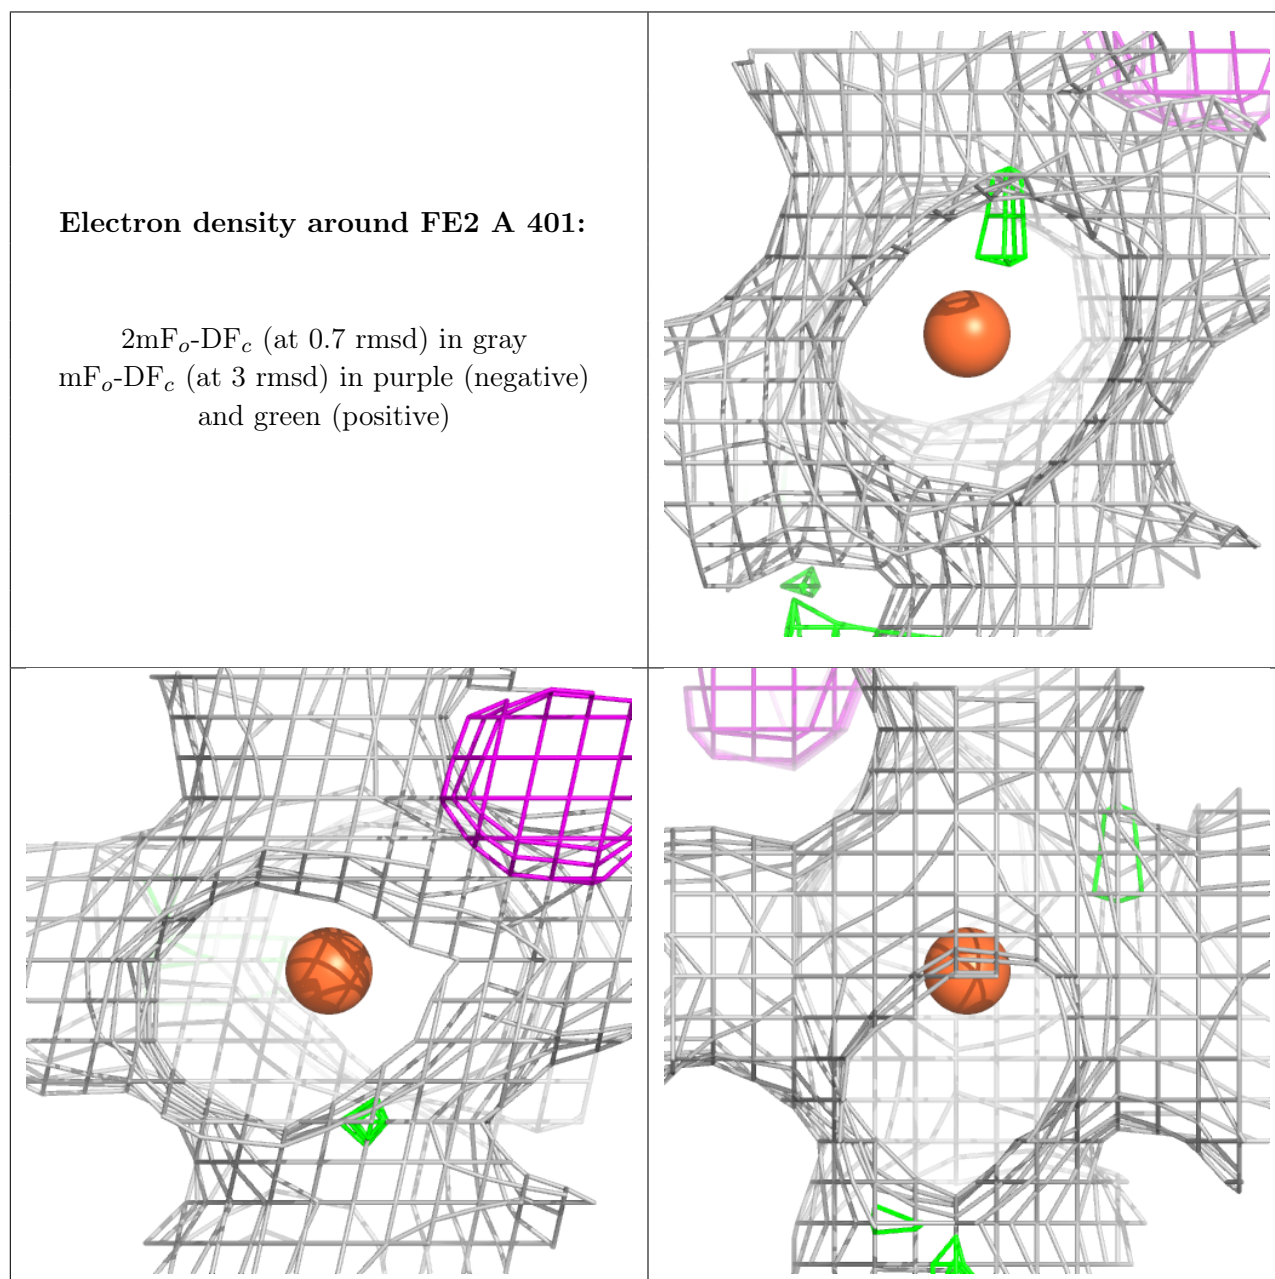 Electron density around FE2 A 401:
2mFo-DFc (at 0.7 rmsd) in gray
mFo-DFc (at 3 rmsd) in purple (negative)
and green (positive)